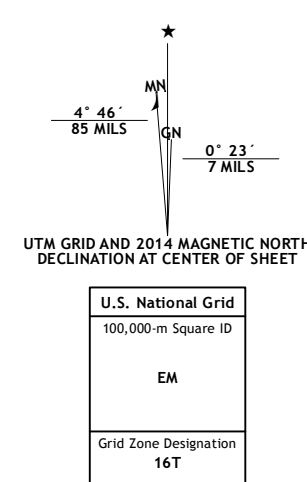 ★
MN
GN
4° 46´
85 MILS
0° 23´
7 MILS
UTM GRID AND 2014 MAGNETIC NORTH
DECLINATION AT CENTER OF SHEET
U.S. National Grid
100,000-m Square ID
EM
Grid Zone Designation
16T